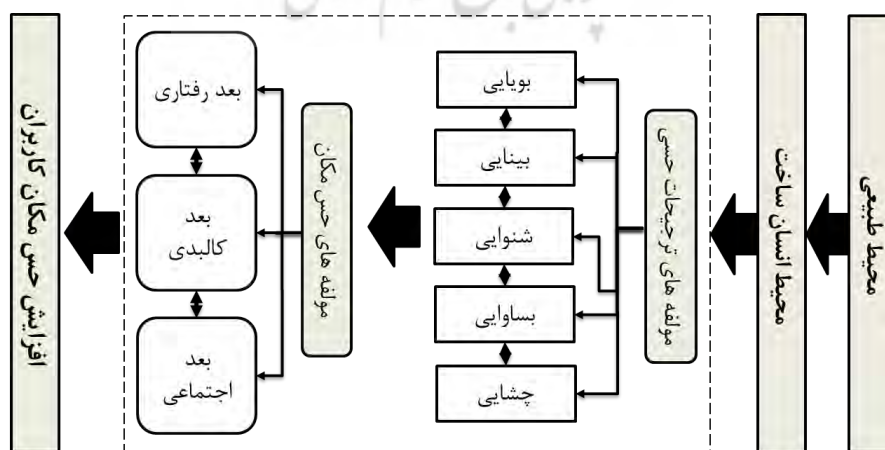 محیط طبیعی
محیط انسان ساخت
مولفه های ترجیحات حسی
بویایی
بینایی
شنوایی
بساوایی
چشایی
مولفه های حس مکان
بعد رفتاری
بعد
کالبدی
بعد
اجتماعی
افزایش حس مکان کاربران